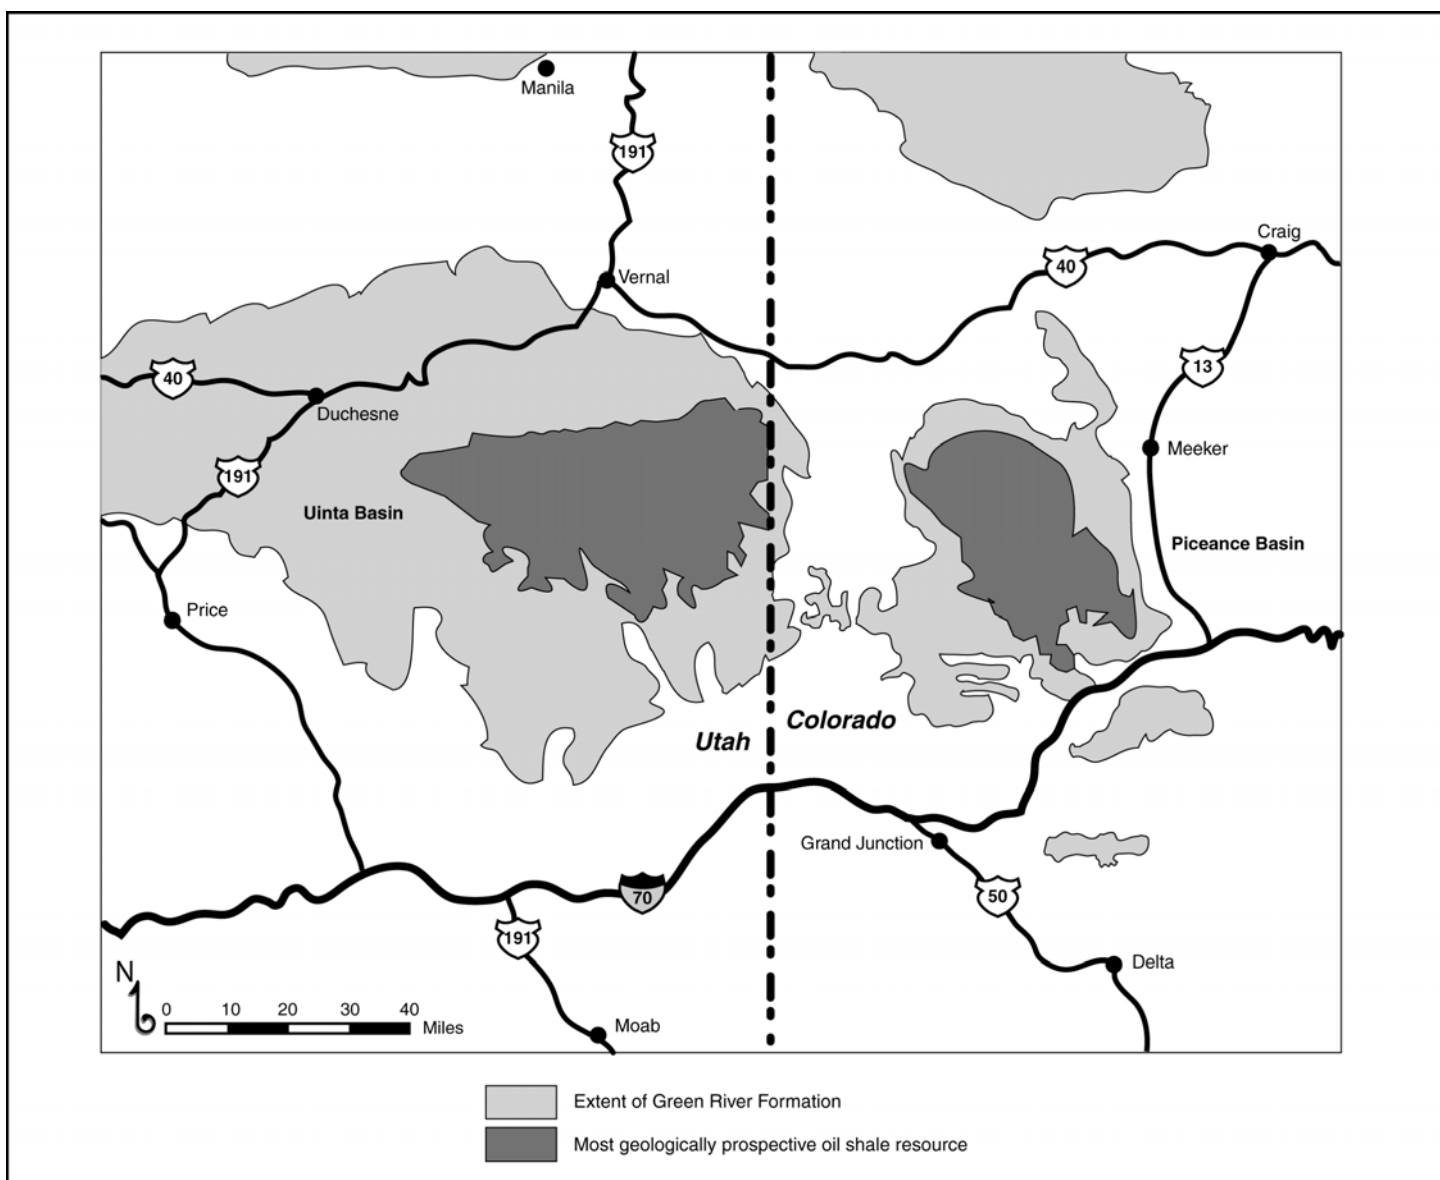 Manila
191
Craig
40
Vernal
13
40
Duchesne
Meeker
191
Uinta Basin
Piceance Basin
Price
Colorado
Utah
Grand Junction
70
50
191
Delta
N
0 10 20 30 40
Miles
Moab
Extent of Green River Formation
Most geologically prospective oil shale resource